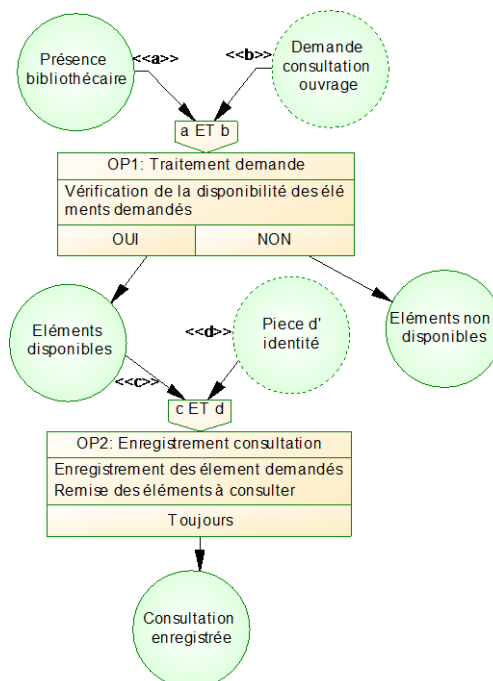 Présence
bibliothécaire
<<a>>
<<b>>
Demande
consultation
ouvrage
a ET b
OP1: Traitement demande
Vérification de la disponibilité des élé
ments demandés
OUI
NON
Eléments
disponibles
<<d>>
Piece d'
identité
Eléments non
disponibles
<<c>>
c ET d
OP2: Enregistrement consultation
Enregistrement des élement demandés
Remise des éléments à consulter
Toujours
Consultation
enregistrée